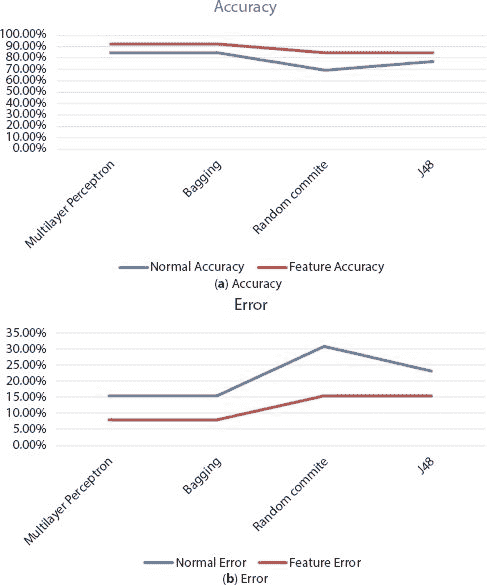 Accuracy
100.00%
90.00%
80.00%
70.00%
60.00%
50.00%
40.00%
30.00%
20.00%
10.00%
0.00%
Multilayer Perceptron
Bagging
Random commite
J48
Normal Accuracy Feature Accuracy
(a) Accuracy
Error
35.00%
30.00%
25.00%
20.00%
15.00%
10.00%
5.00%
0.00%
Multilayer Perceptron
Bagging
Random commite
J48
Normal Error Feature Error
(b) Error